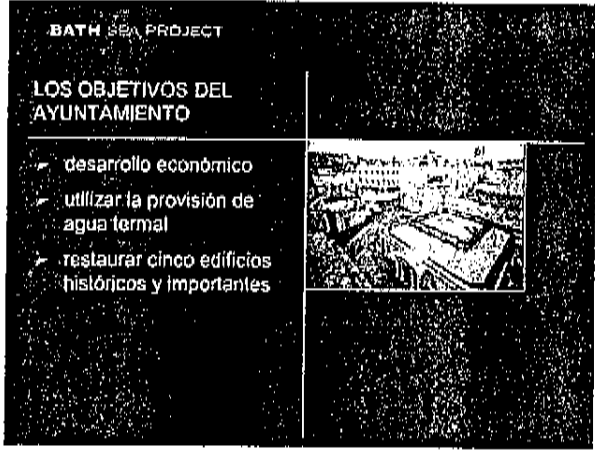 BATH SPA PROJECT
LOS OBJETIVOS DEL
AYUNTAMIENTO
desarrollo económico
utilizar la provisión de
agua termal
restaurar cinco edificios
históricos y importantes